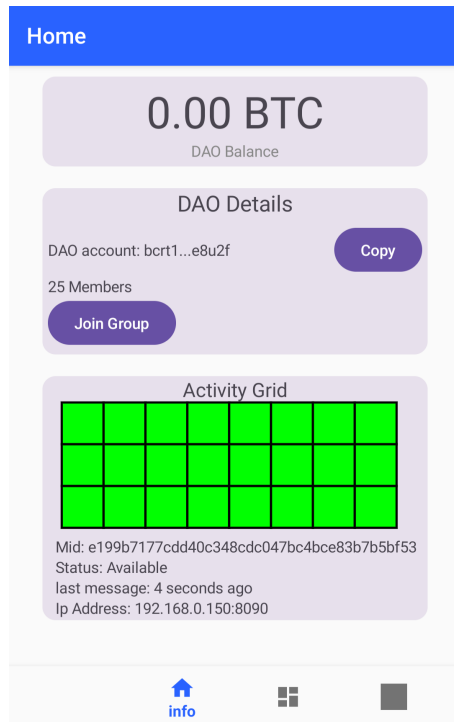 Home
0.00 BTC
DAO Balance
DAO Details
DAO account: bcrt1...e8u2f
Copy
25 Members
Join Group
Activity Grid
Mid: e199b7177cdd40c348cdc047bc4bce83b7b5bf53
Status: Available
last message: 4 seconds ago
Ip Address: 192.168.0.150:8090
info